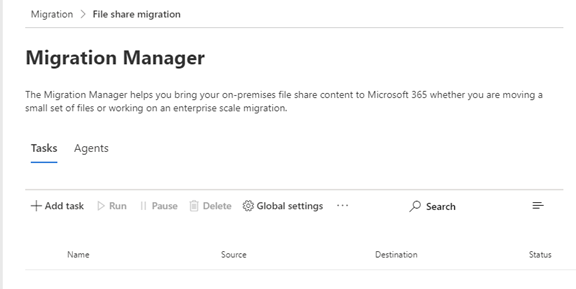 Migration > File share migration
Migration Manager
The Migration Manager helps you bring your on-premises file share content to Microsoft 365 whether you are moving a
small set of files or working on an enterprise scale migration.
Tasks Agents
Add task Run Pause Delete Global settings ··· Search
Name Source Destination Status